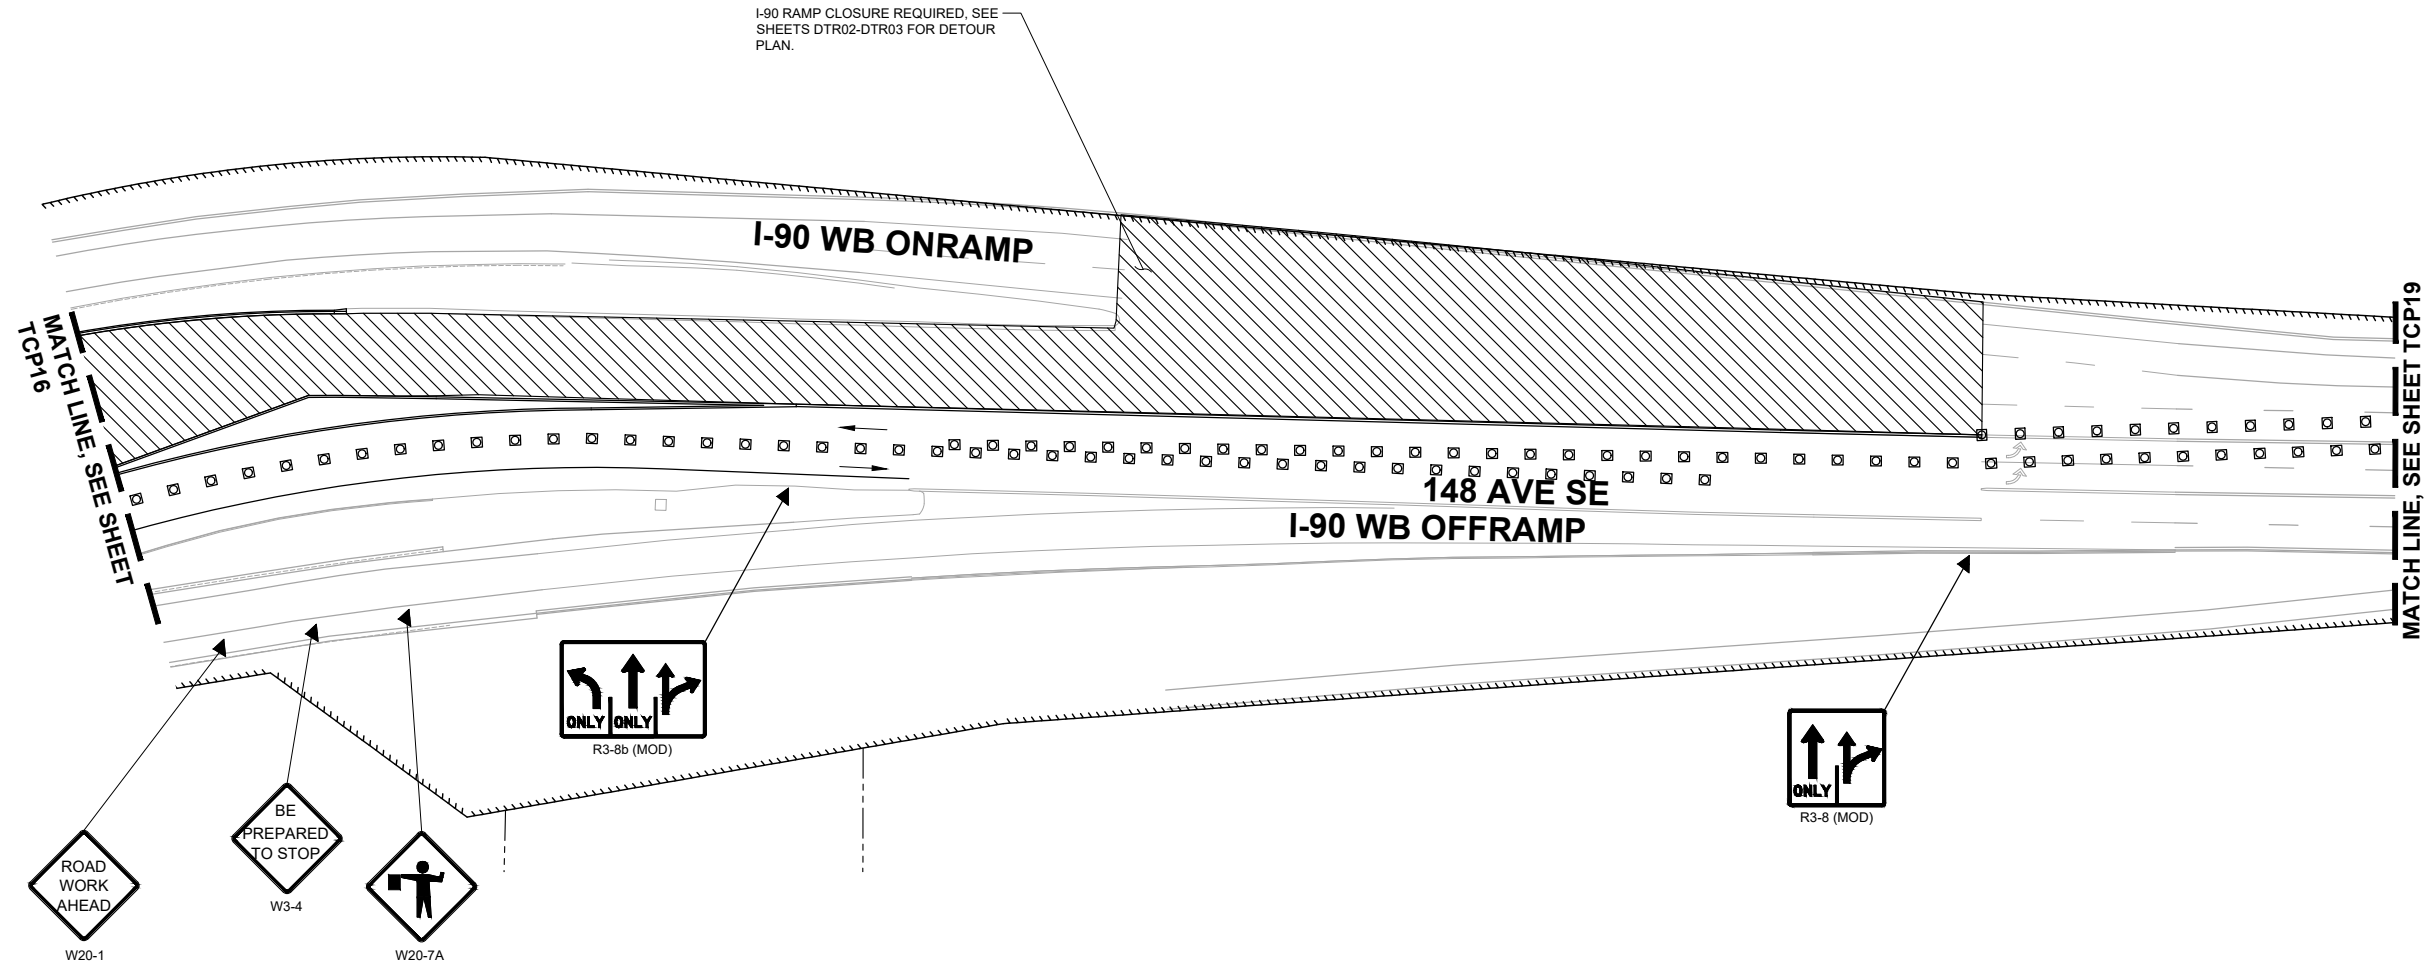 I-90 RAMP CLOSURE REQUIRED, SEE
SHEETS DTR02-DTR03 FOR DETOUR
PLAN.
I-90 WB ONRAMP
MATCH LINE, SEE SHEET
TCP16
MATCH LINE, SEE SHEET TCP19
148 AVE SE
I-90 WB OFFRAMP
ONLY ONLY
R3-8b (MOD)
ONLY
R3-8 (MOD)
ROAD
WORK
AHEAD
W20-1
BE
PREPARED
TO STOP
W3-4
W20-7A